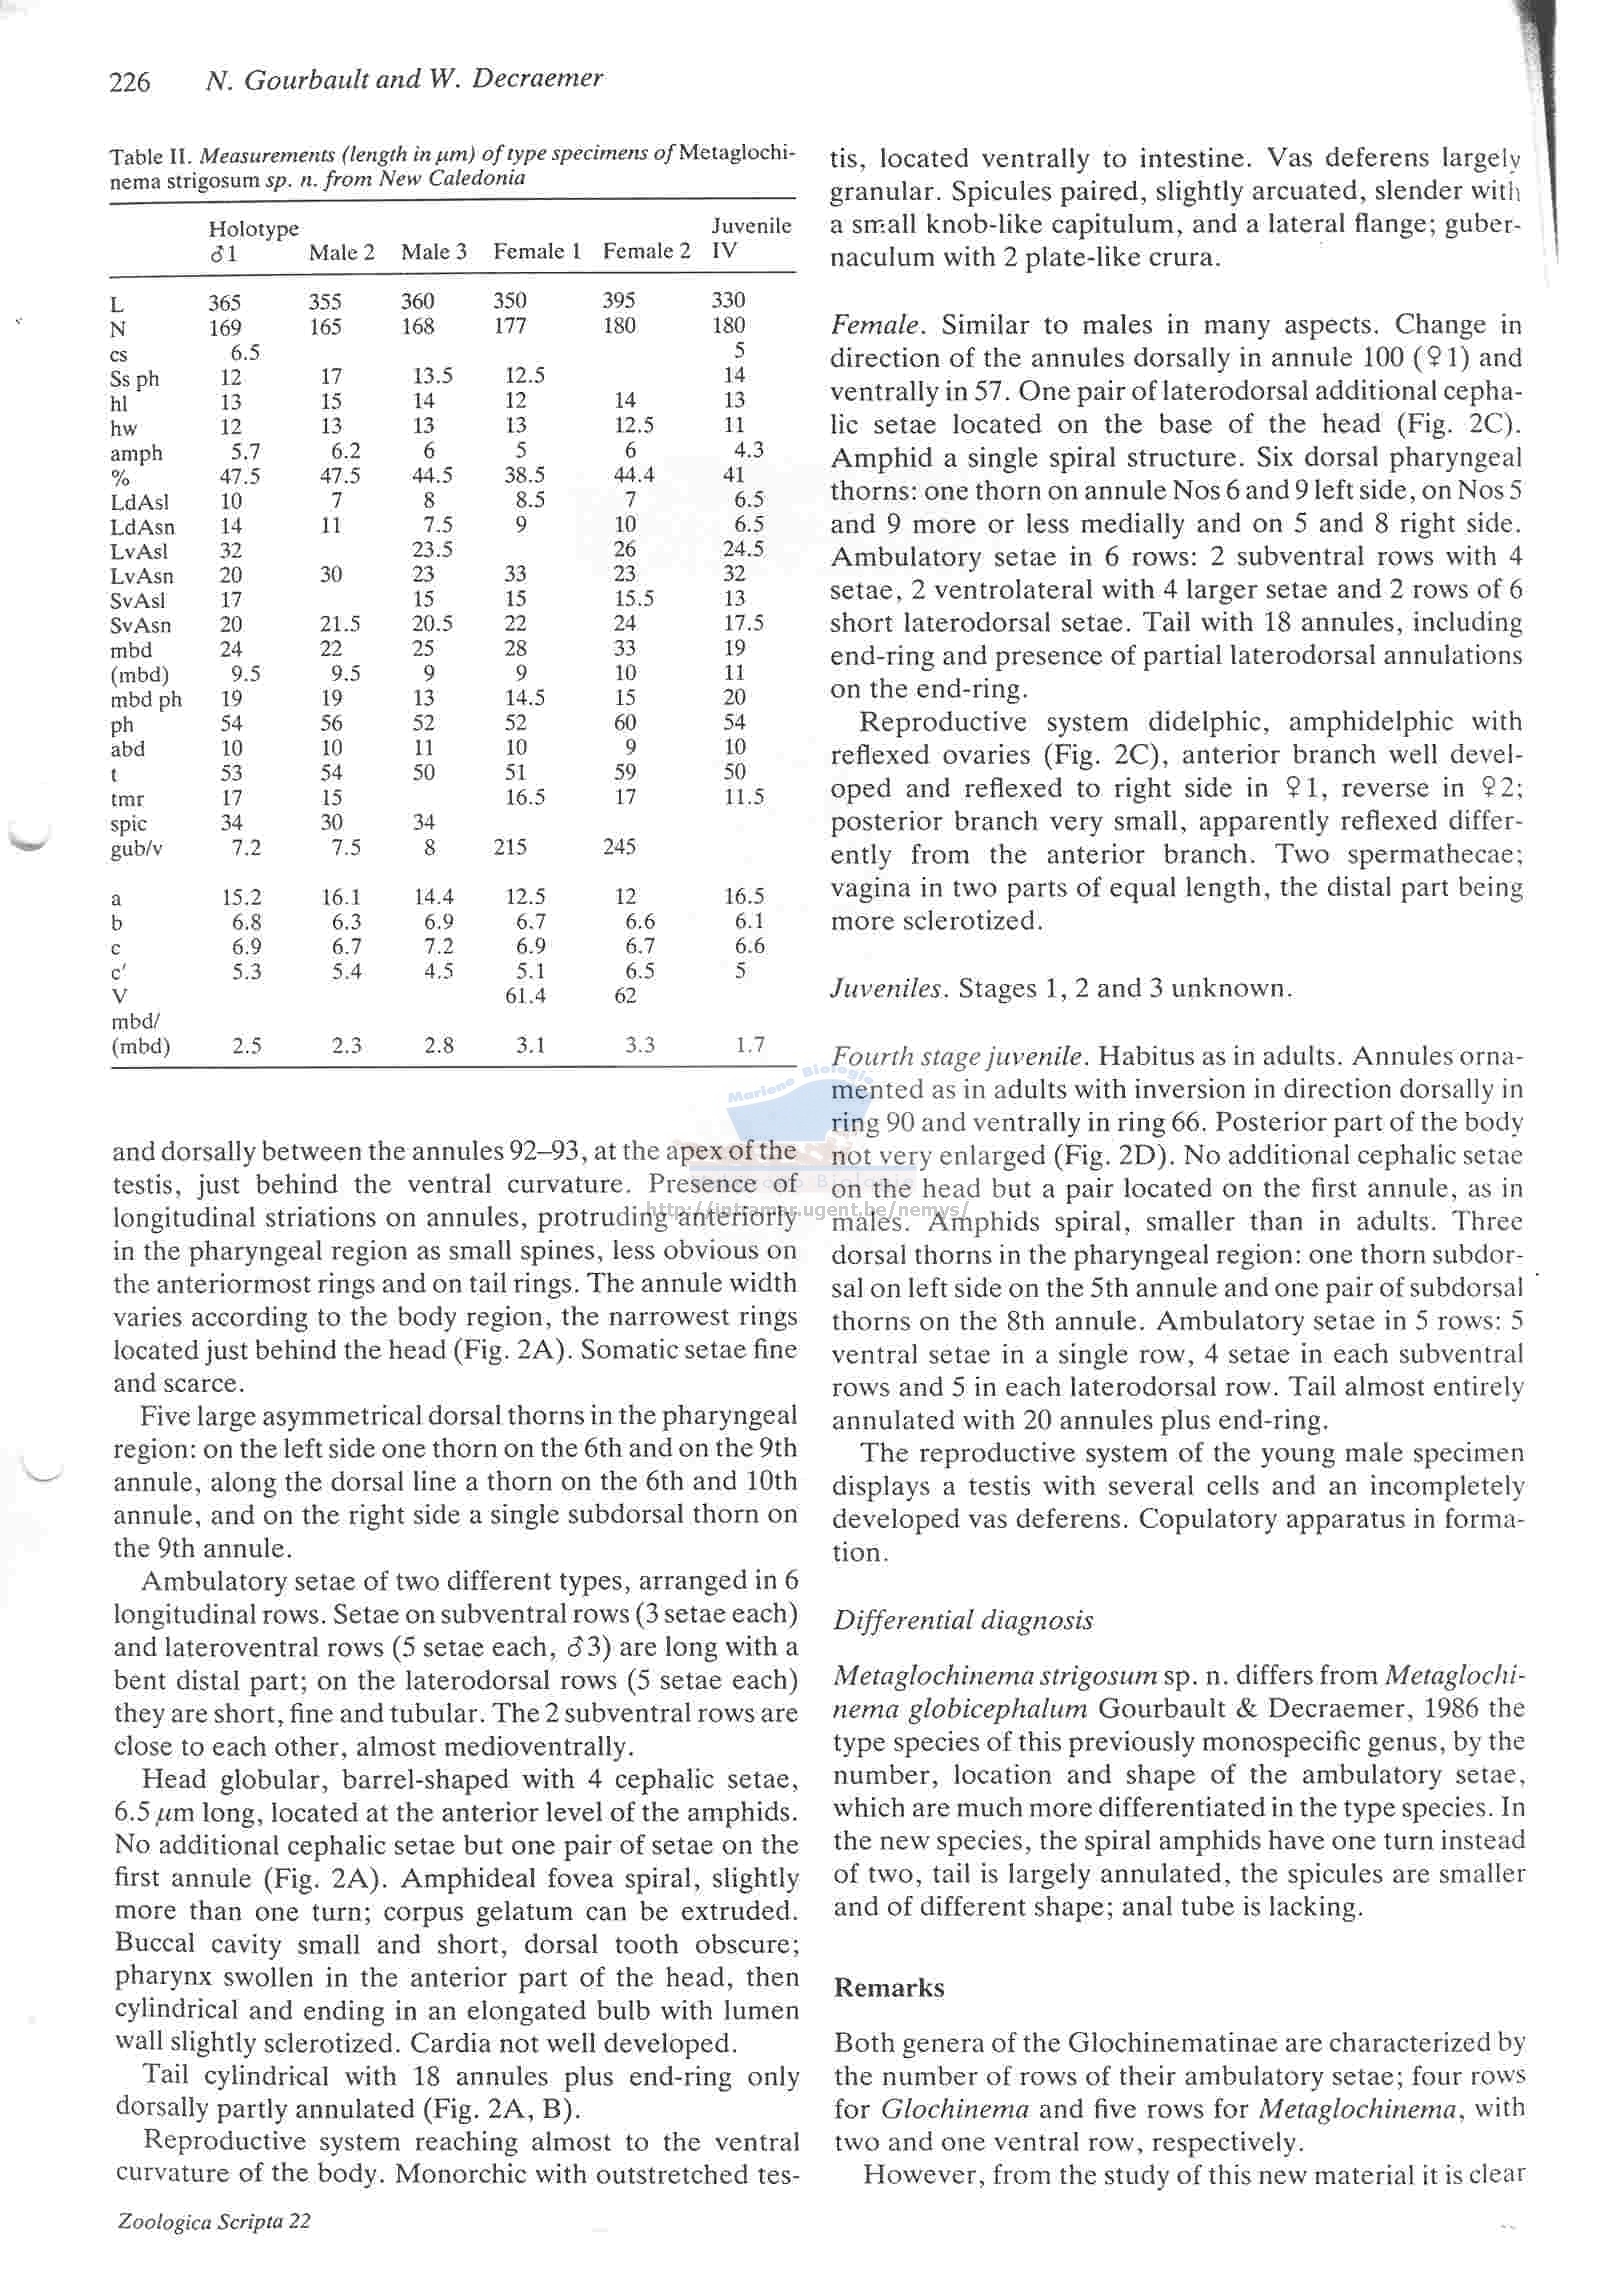 226 N. Gourbault and W. Decraemer
Table II. Measurements (length in μm) of type specimens of Metaglochi-
nema strigosum sp. n. from New Caledonia
Holotype Juvenile
♂1 Male 2 Male 3 Female 1 Female 2 IV
L 365 355 360 350 395 330
N 169 165 168 177 180 180
cs 6.5 5
Ss ph 12 17 13.5 12.5 14
hl 13 15 14 12 14 13
hw 12 13 13 13 12.5 11
amph 5.7 6.2 6 5 6 4.3
% 47.5 47.5 44.5 38.5 44.4 41
LdAsl 10 7 8 8.5 7 6.5
LdAsn 14 11 7.5 9 10 6.5
LvAsl 32 23.5 26 24.5
LvAsn 20 30 23 33 23 32
SvAsl 17 15 15 15.5 13
SvAsn 20 21.5 20.5 22 24 17.5
mbd 24 22 25 28 33 19
(mbd) 9.5 9.5 9 9 10 11
mbd ph 19 19 13 14.5 15 20
ph 54 56 52 52 60 54
abd 10 10 11 10 9 10
t 53 54 50 51 59 50
tmr 17 15 16.5 17 11.5
spic 34 30 34
gub/v 7.2 7.5 8 215 245
a 15.2 16.1 14.4 12.5 12 16.5
b 6.8 6.3 6.9 6.7 6.6 6.1
c 6.9 6.7 7.2 6.9 6.7 6.6
c′ 5.3 5.4 4.5 5.1 6.5 5
V 61.4 62
mbd/
(mbd) 2.5 2.3 2.8 3.1 3.3 1.7
and dorsally between the annules 92–93, at the apex of the
testis, just behind the ventral curvature. Presence of
longitudinal striations on annules, protruding anteriorly
in the pharyngeal region as small spines, less obvious on
the anteriormost rings and on tail rings. The annule width
varies according to the body region, the narrowest rings
located just behind the head (Fig. 2A). Somatic setae fine
and scarce.
Five large asymmetrical dorsal thorns in the pharyngeal
region: on the left side one thorn on the 6th and on the 9th
annule, along the dorsal line a thorn on the 6th and 10th
annule, and on the right side a single subdorsal thorn on
the 9th annule.
Ambulatory setae of two different types, arranged in 6
longitudinal rows. Setae on subventral rows (3 setae each)
and lateroventral rows (5 setae each, ♂3) are long with a
bent distal part; on the laterodorsal rows (5 setae each)
they are short, fine and tubular. The 2 subventral rows are
close to each other, almost medioventrally.
Head globular, barrel-shaped with 4 cephalic setae,
6.5 μm long, located at the anterior level of the amphids.
No additional cephalic setae but one pair of setae on the
first annule (Fig. 2A). Amphideal fovea spiral, slightly
more than one turn; corpus gelatum can be extruded.
Buccal cavity small and short, dorsal tooth obscure;
pharynx swollen in the anterior part of the head, then
cylindrical and ending in an elongated bulb with lumen
wall slightly sclerotized. Cardia not well developed.
Tail cylindrical with 18 annules plus end-ring only
dorsally partly annulated (Fig. 2A, B).
Reproductive system reaching almost to the ventral
curvature of the body. Monorchic with outstretched tes-
Zoologica Scripta 22
tis, located ventrally to intestine. Vas deferens largely
granular. Spicules paired, slightly arcuated, slender with
a small knob-like capitulum, and a lateral flange; guber-
naculum with 2 plate-like crura.
Female. Similar to males in many aspects. Change in
direction of the annules dorsally in annule 100 (♀1) and
ventrally in 57. One pair of laterodorsal additional cepha-
lic setae located on the base of the head (Fig. 2C).
Amphid a single spiral structure. Six dorsal pharyngeal
thorns: one thorn on annule Nos 6 and 9 left side, on Nos 5
and 9 more or less medially and on 5 and 8 right side.
Ambulatory setae in 6 rows: 2 subventral rows with 4
setae, 2 ventrolateral with 4 larger setae and 2 rows of 6
short laterodorsal setae. Tail with 18 annules, including
end-ring and presence of partial laterodorsal annulations
on the end-ring.
Reproductive system didelphic, amphidelphic with
reflexed ovaries (Fig. 2C), anterior branch well devel-
oped and reflexed to right side in ♀1, reverse in ♀2;
posterior branch very small, apparently reflexed differ-
ently from the anterior branch. Two spermathecae;
vagina in two parts of equal length, the distal part being
more sclerotized.
Juveniles. Stages 1, 2 and 3 unknown.
Fourth stage juvenile. Habitus as in adults. Annules orna-
mented as in adults with inversion in direction dorsally in
ring 90 and ventrally in ring 66. Posterior part of the body
not very enlarged (Fig. 2D). No additional cephalic setae
on the head but a pair located on the first annule, as in
males. Amphids spiral, smaller than in adults. Three
dorsal thorns in the pharyngeal region: one thorn subdor-
sal on left side on the 5th annule and one pair of subdorsal
thorns on the 8th annule. Ambulatory setae in 5 rows: 5
ventral setae in a single row, 4 setae in each subventral
rows and 5 in each laterodorsal row. Tail almost entirely
annulated with 20 annules plus end-ring.
The reproductive system of the young male specimen
displays a testis with several cells and an incompletely
developed vas deferens. Copulatory apparatus in forma-
tion.
Differential diagnosis
Metaglochinema strigosum sp. n. differs from Metaglochi-
nema globicephalum Gourbault & Decraemer, 1986 the
type species of this previously monospecific genus, by the
number, location and shape of the ambulatory setae,
which are much more differentiated in the type species. In
the new species, the spiral amphids have one turn instead
of two, tail is largely annulated, the spicules are smaller
and of different shape; anal tube is lacking.
Remarks
Both genera of the Glochinematinae are characterized by
the number of rows of their ambulatory setae; four rows
for Glochinema and five rows for Metaglochinema, with
two and one ventral row, respectively.
However, from the study of this new material it is clear
Mariene Biologie
http://intramar.ugent.be/nemys/